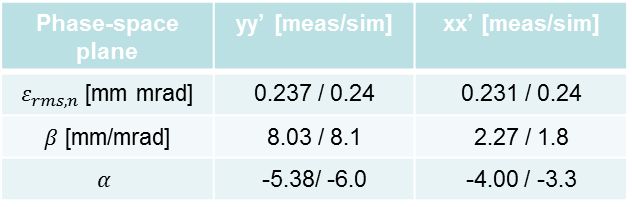 Phase-space plane yy’ [meas/sim] xx’ [meas/sim]
εrms,n [mm mrad] 0.237 / 0.24 0.231 / 0.24
β [mm/mrad] 8.03 / 8.1 2.27 / 1.8
α -5.38/ -6.0 -4.00 / -3.3